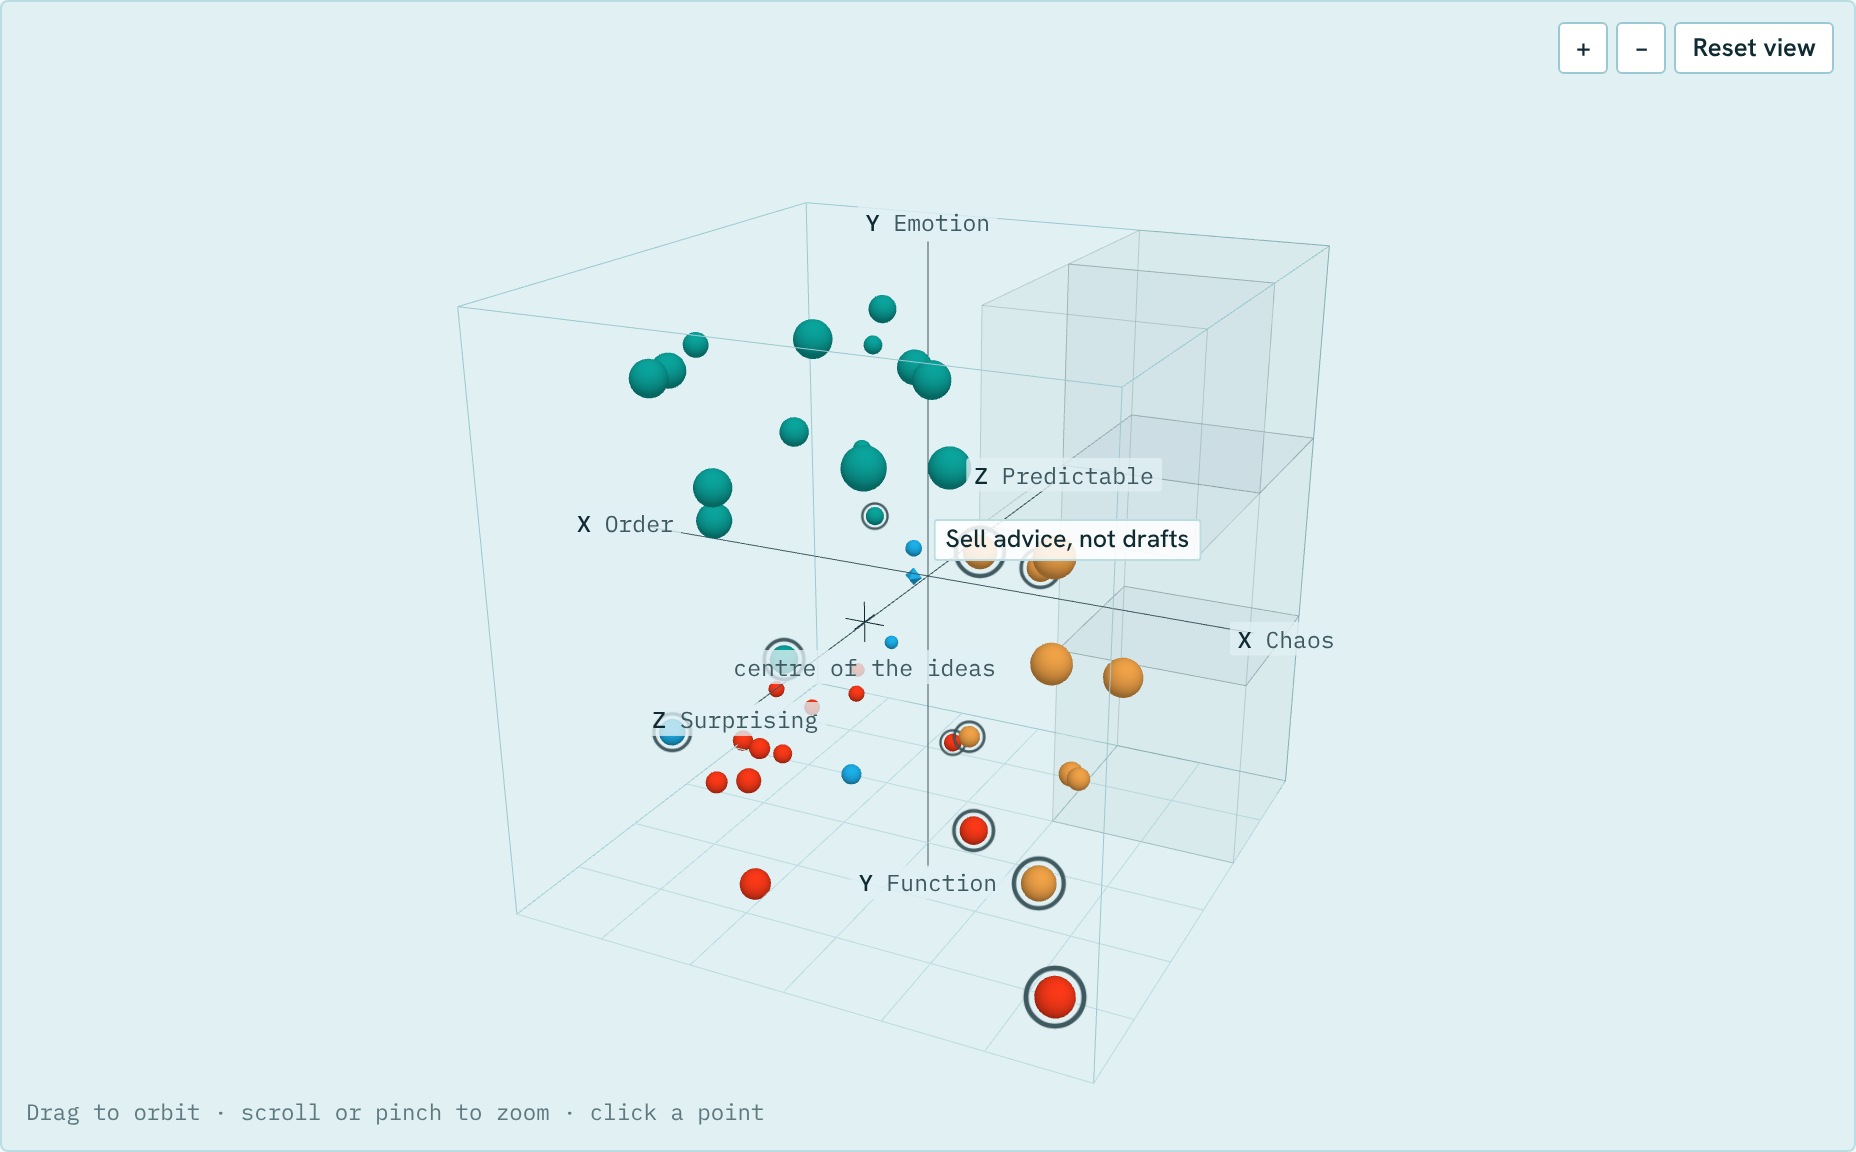 +
-
Reset view
Y Emotion
Z Predictable
X Order
Sell advice, not drafts
X Chaos
centre of the ideas
Z Surprising
Y Function
Drag to orbit · scroll or pinch to zoom · click a point